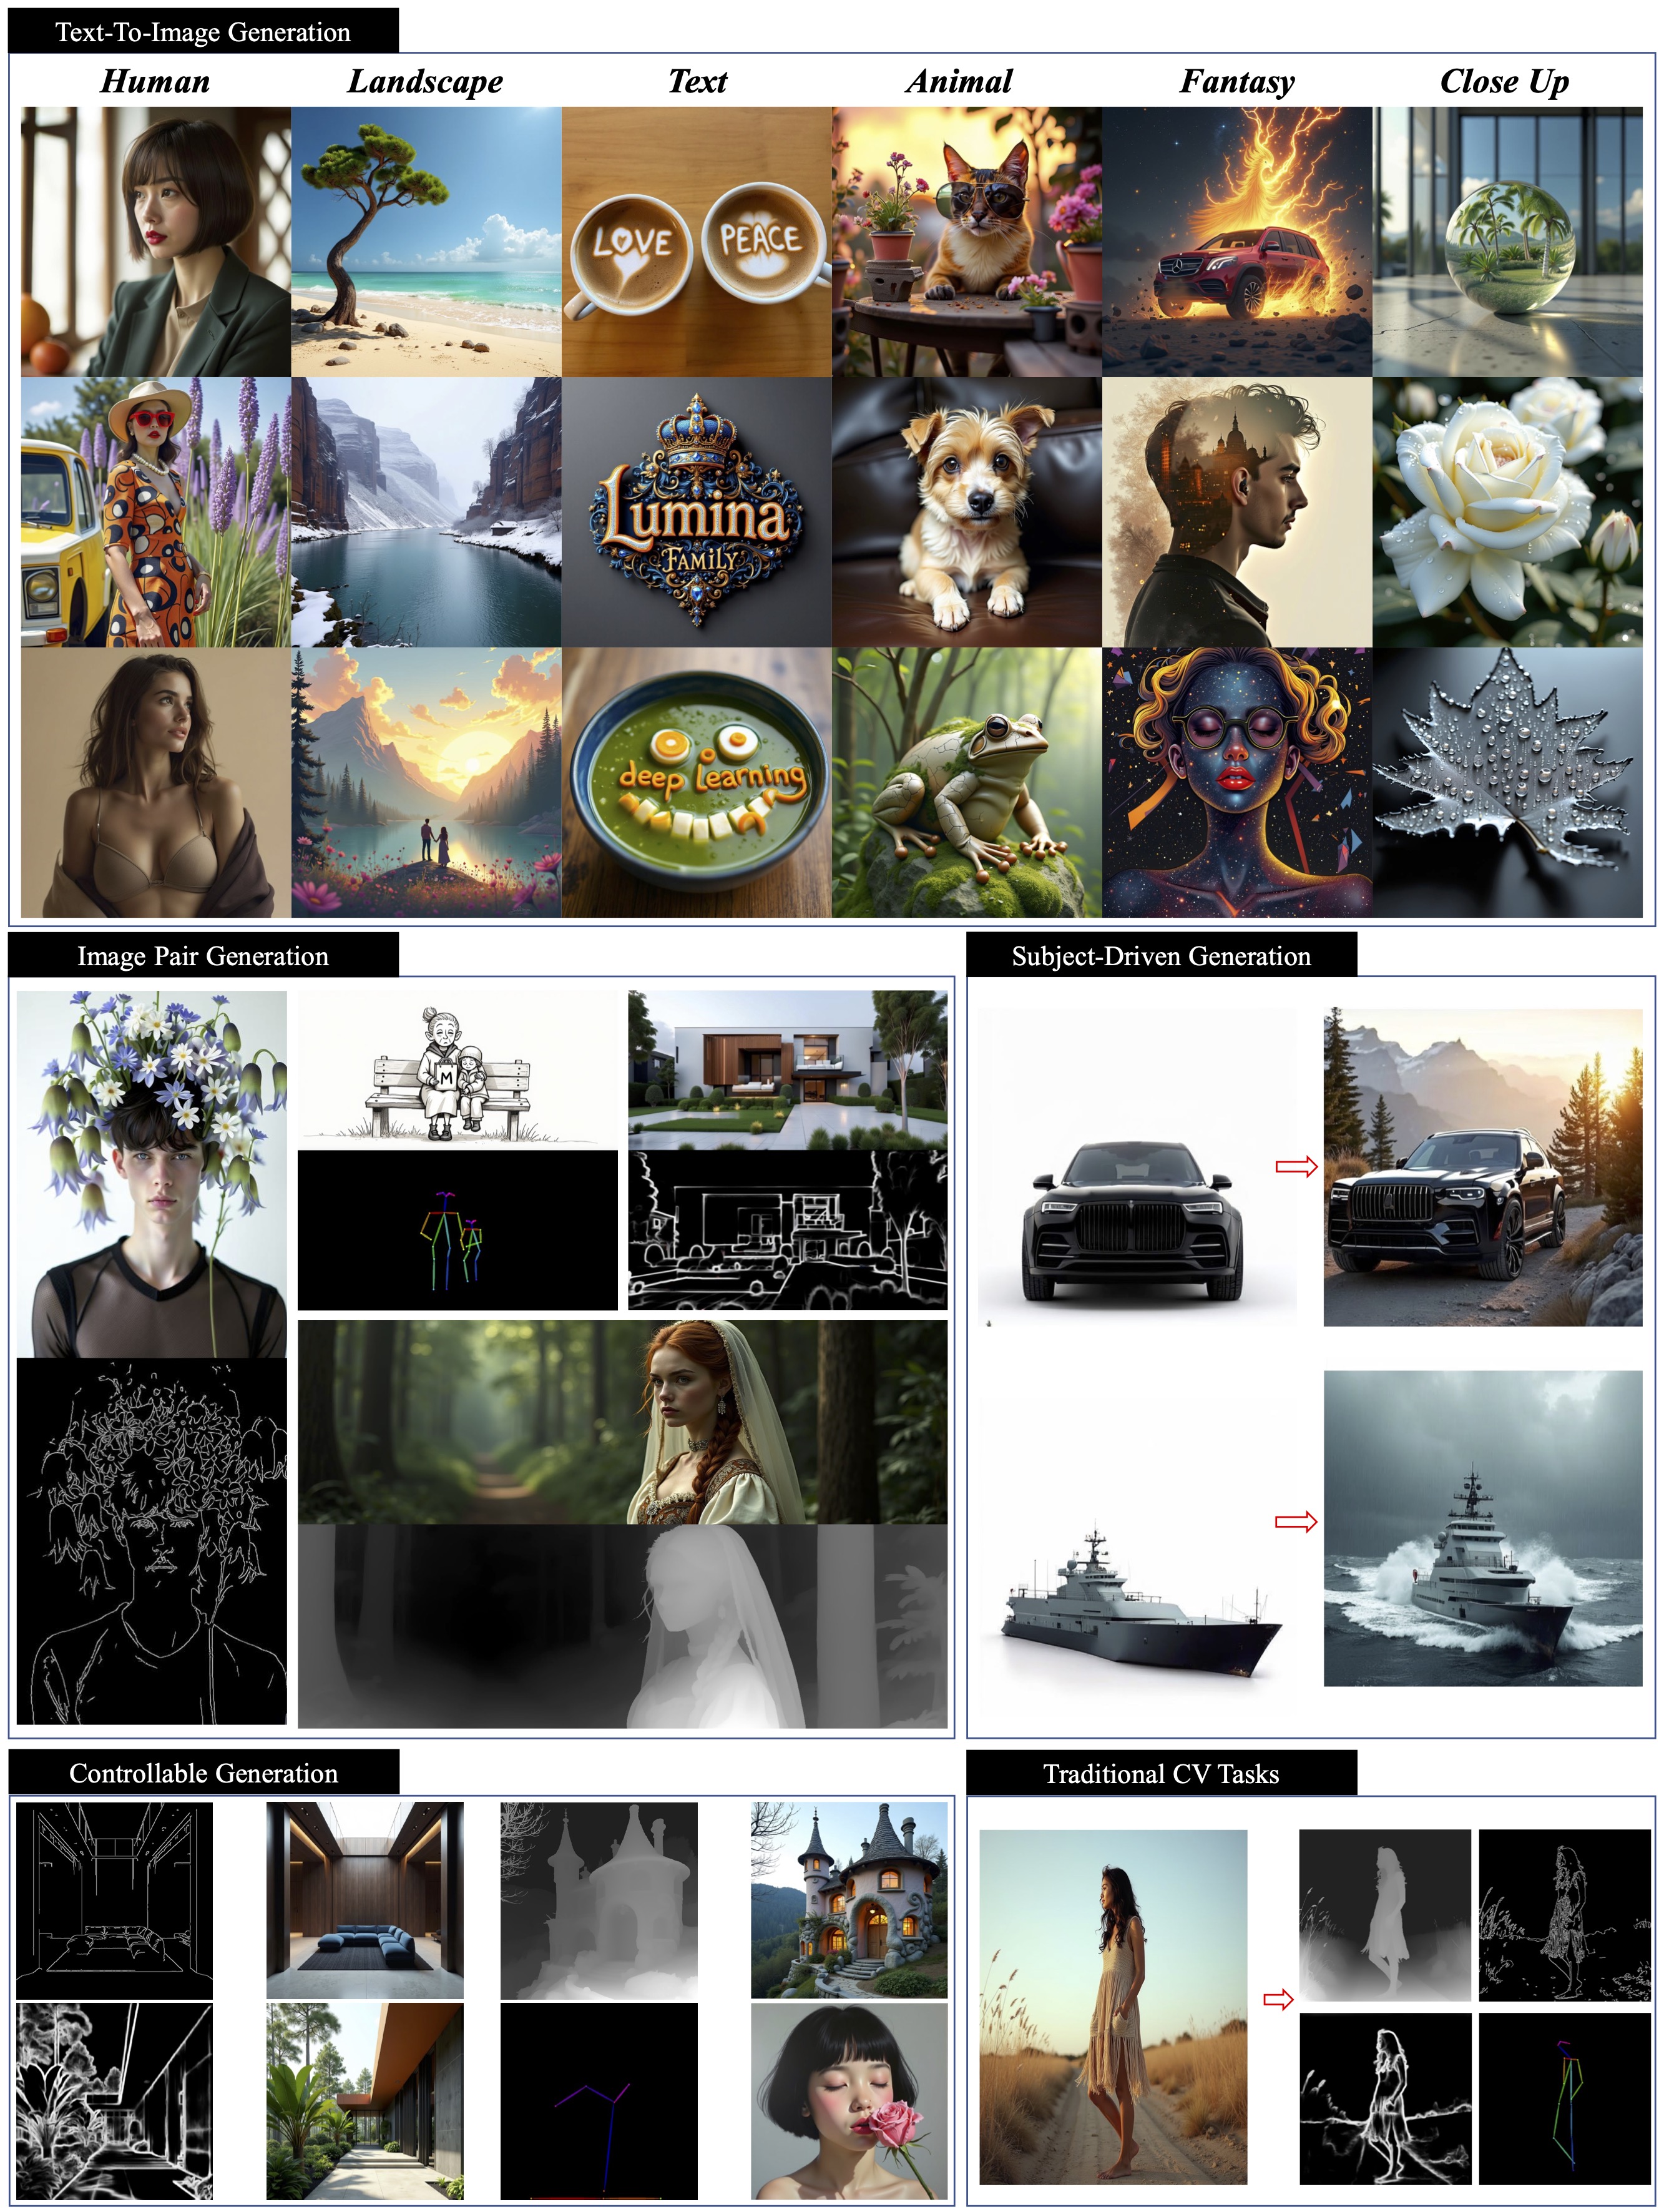 Text-To-Image Generation
Human Landscape Text Animal Fantasy Close Up
LOVE PEACE
Lumina
FAMILY
deep learning
Image Pair Generation
Subject-Driven Generation
M
Controllable Generation
Traditional CV Tasks